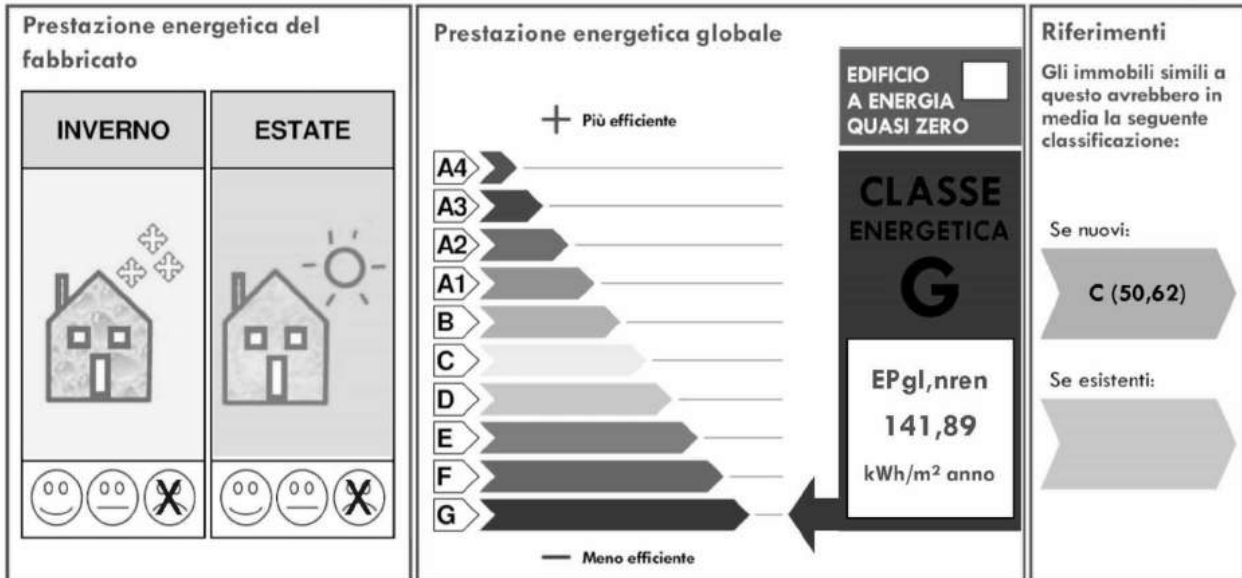 Prestazione energetica del
fabbricato
INVERNO
ESTATE
Prestazione energetica globale
Più efficiente
A4
A3
A2
A1
B
C
D
E
F
G
Meno efficiente
EDIFICIO
A ENERGIA
QUASI ZERO
CLASSE
ENERGETICA
G
EPgl,nren
141,89
kWh/m² anno
Riferimenti
Gli immobili simili a
questo avrebbero in
media la seguente
classificazione:
Se nuovi:
C (50,62)
Se esistenti: